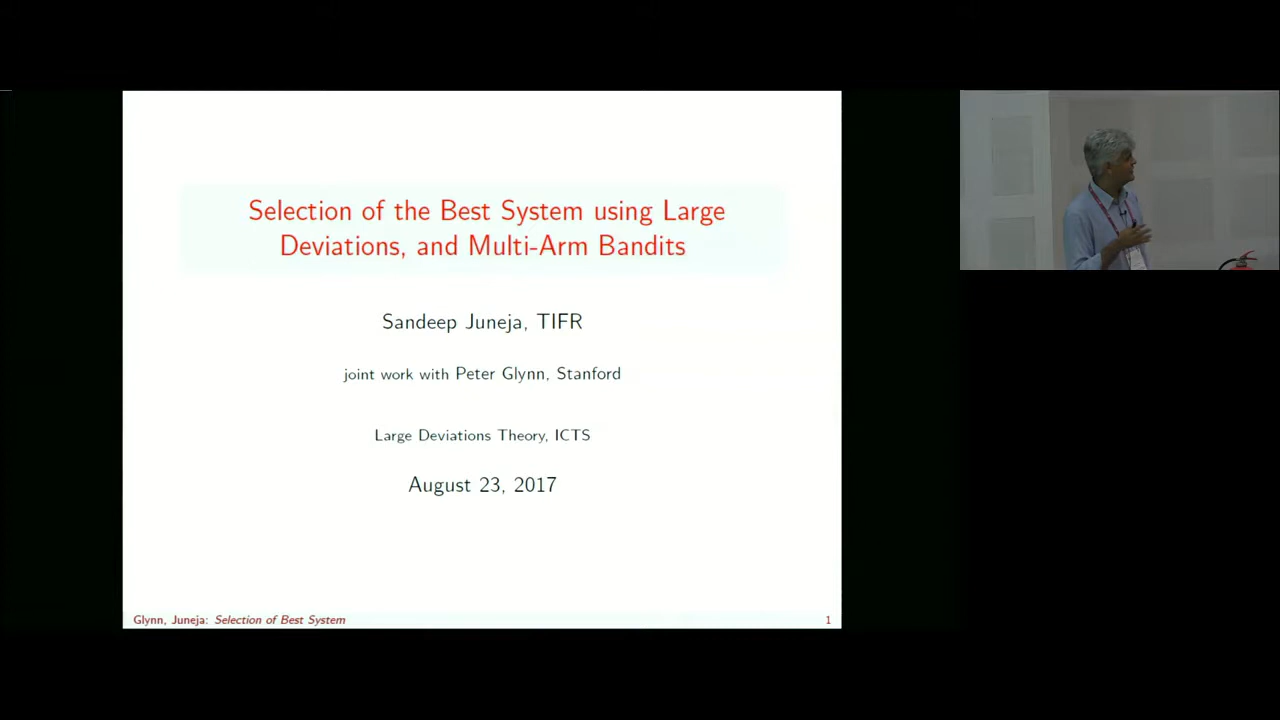 Selection of the Best System using Large
Deviations, and Multi-Arm Bandits
Sandeep Juneja, TIFR
joint work with Peter Glynn, Stanford
Large Deviations Theory, ICTS
August 23, 2017
Glynn, Juneja: Selection of Best System 1